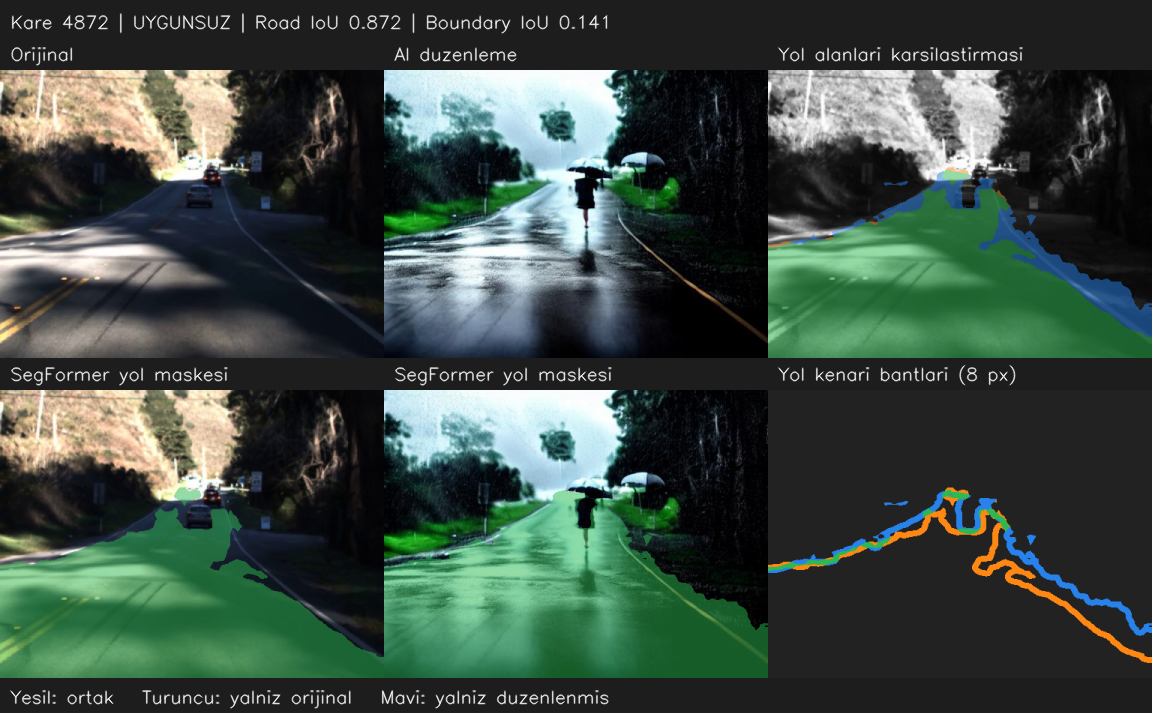 Kare 4872 | UYGUNSUZ | Road IoU 0.872 | Boundary IoU 0.141
Orijinal
AI duzenleme
Yol alanlari karsilastirmasi
SegFormer yol maskesi
SegFormer yol maskesi
Yol kenari bantlari (8 px)
Yesil: ortak
Turuncu: yalniz orijinal
Mavi: yalniz duzenlenmis